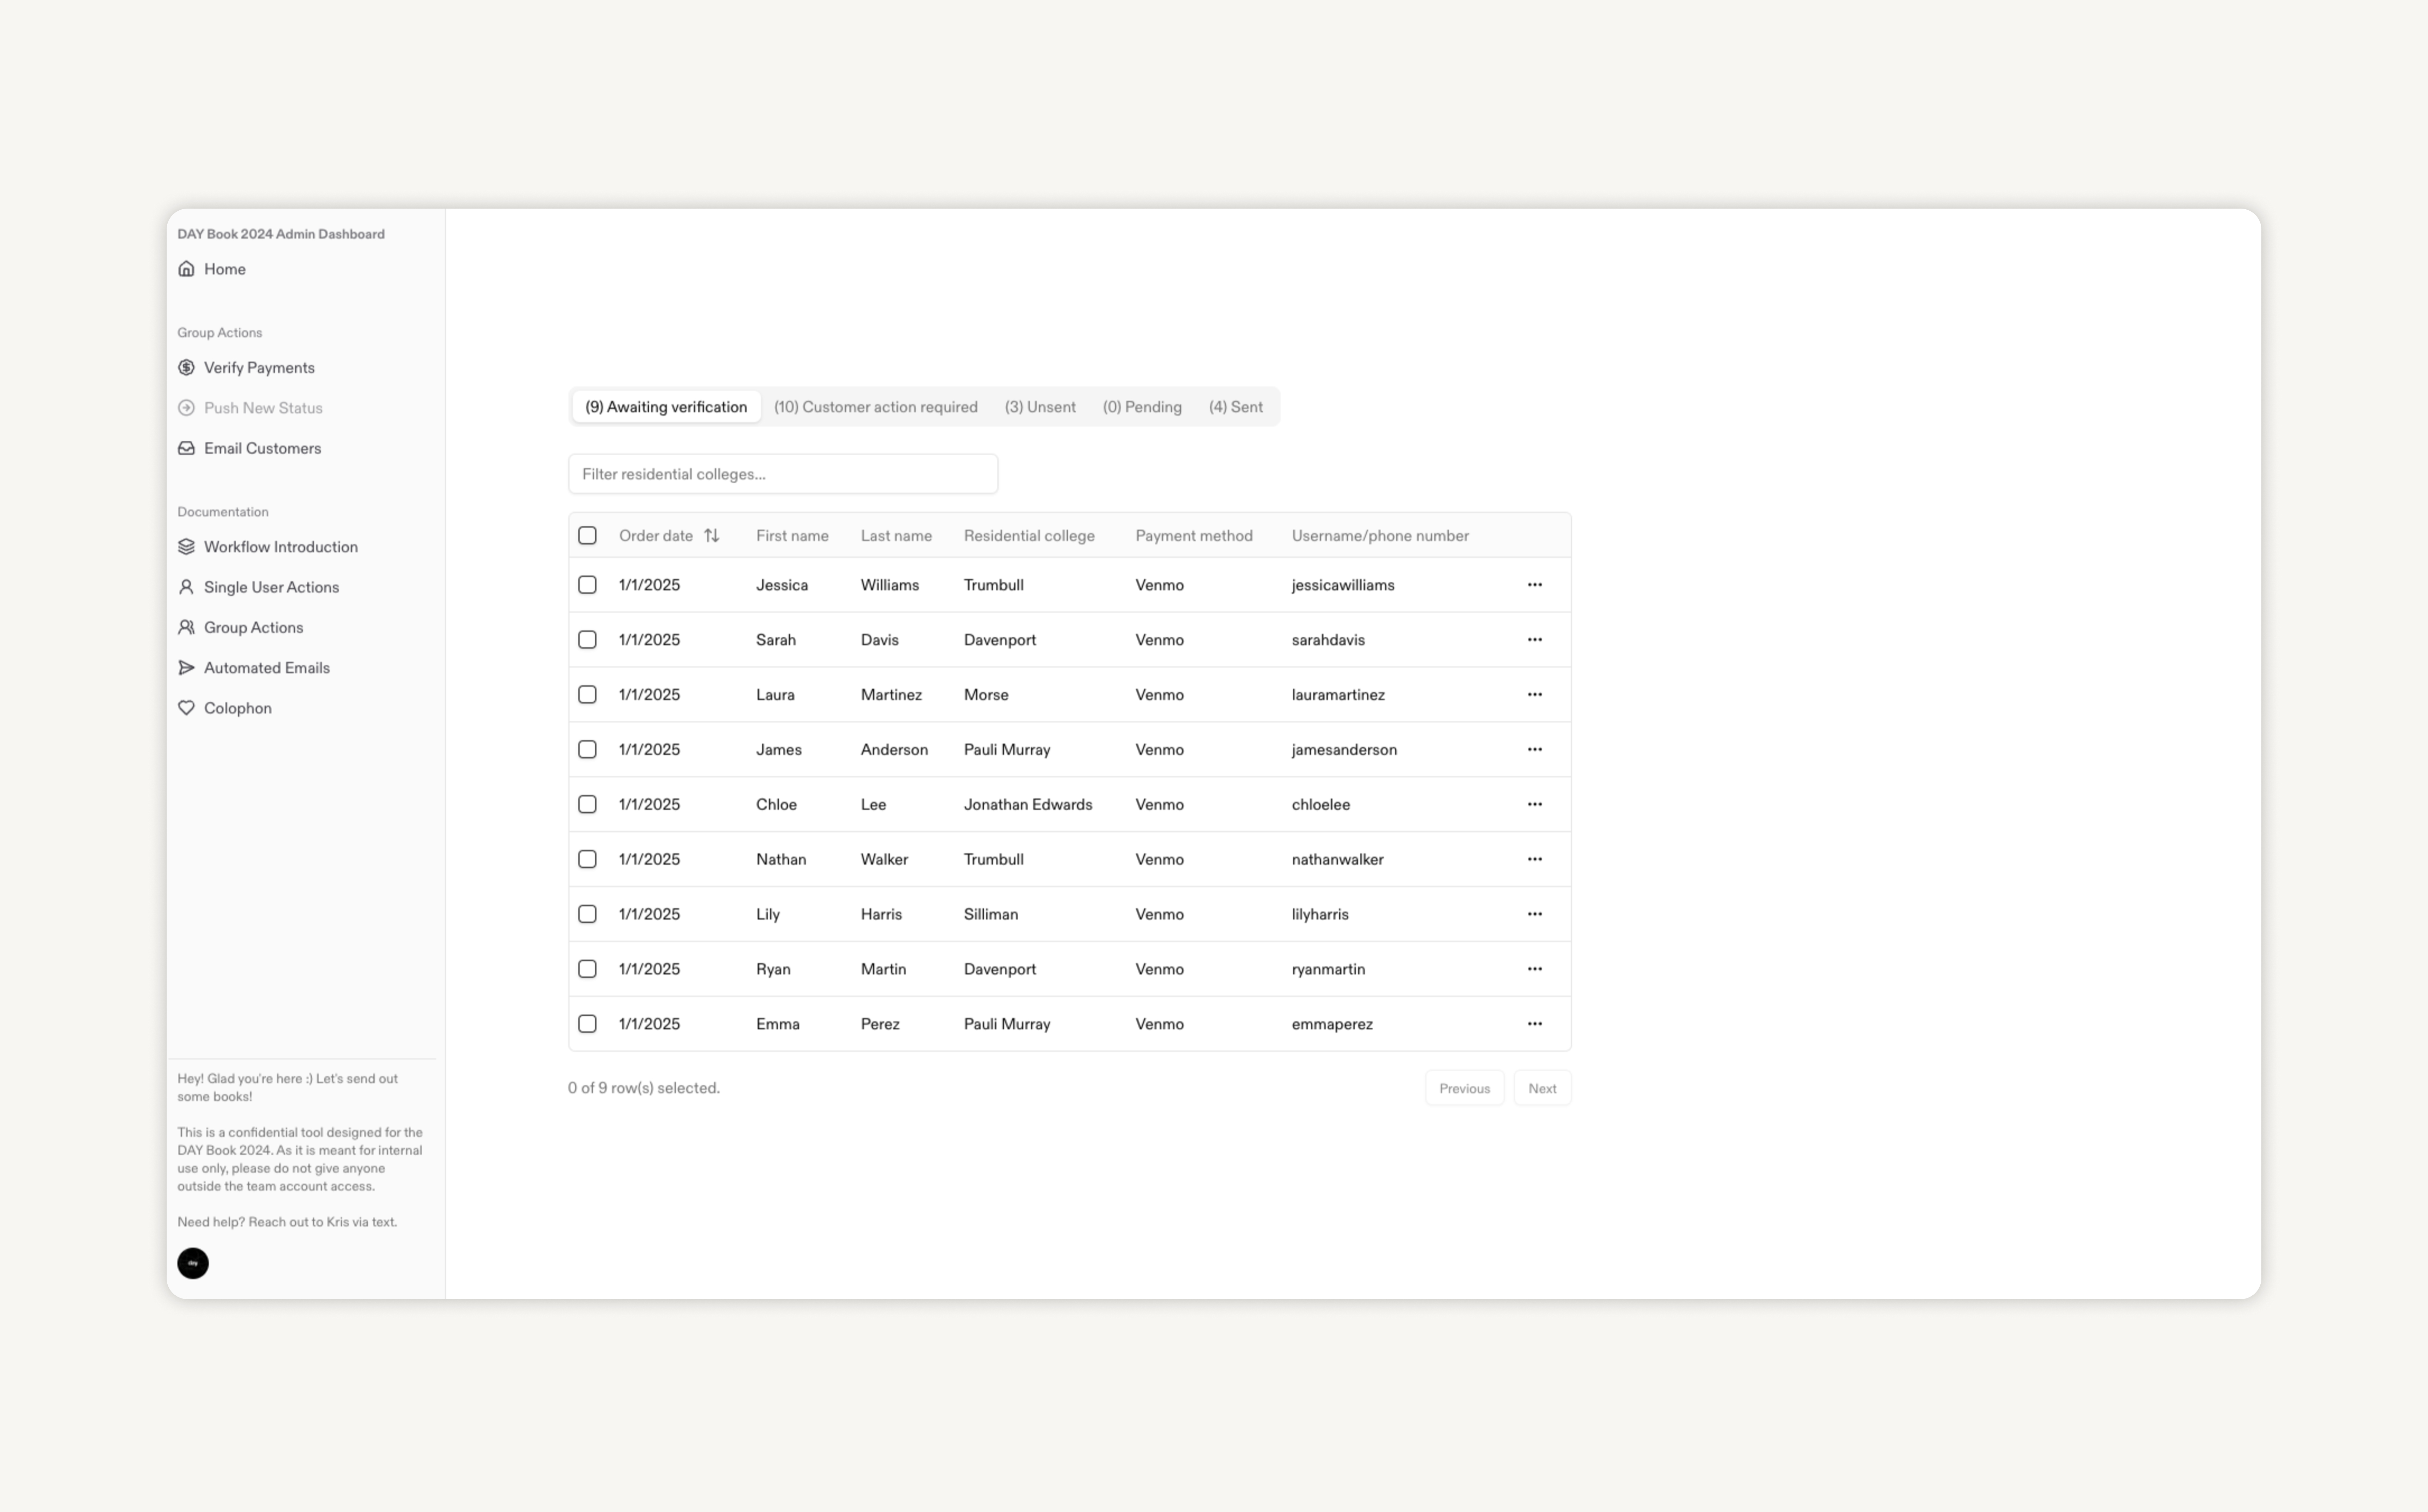 DAY Book 2024 Admin Dashboard
Home
Group Actions
Verify Payments
Push New Status
Email Customers
Documentation
Workflow Introduction
Single User Actions
Group Actions
Automated Emails
Colophon
Hey! Glad you're here :) Let's send out
some books!
This is a confidential tool designed for the
DAY Book 2024. As it is meant for internal
use only, please do not give anyone
outside the team account access.
Need help? Reach out to Kris via text.
day
(9) Awaiting verification (10) Customer action required (3) Unsent (0) Pending (4) Sent
Filter residential colleges...
Order date First name Last name Residential college Payment method Username/phone number
1/1/2025 Jessica Williams Trumbull Venmo jessicawilliams
1/1/2025 Sarah Davis Davenport Venmo sarahdavis
1/1/2025 Laura Martinez Morse Venmo lauramartinez
1/1/2025 James Anderson Pauli Murray Venmo jamesanderson
1/1/2025 Chloe Lee Jonathan Edwards Venmo chloelee
1/1/2025 Nathan Walker Trumbull Venmo nathanwalker
1/1/2025 Lily Harris Silliman Venmo lilyharris
1/1/2025 Ryan Martin Davenport Venmo ryanmartin
1/1/2025 Emma Perez Pauli Murray Venmo emmaperez
0 of 9 row(s) selected. Previous Next